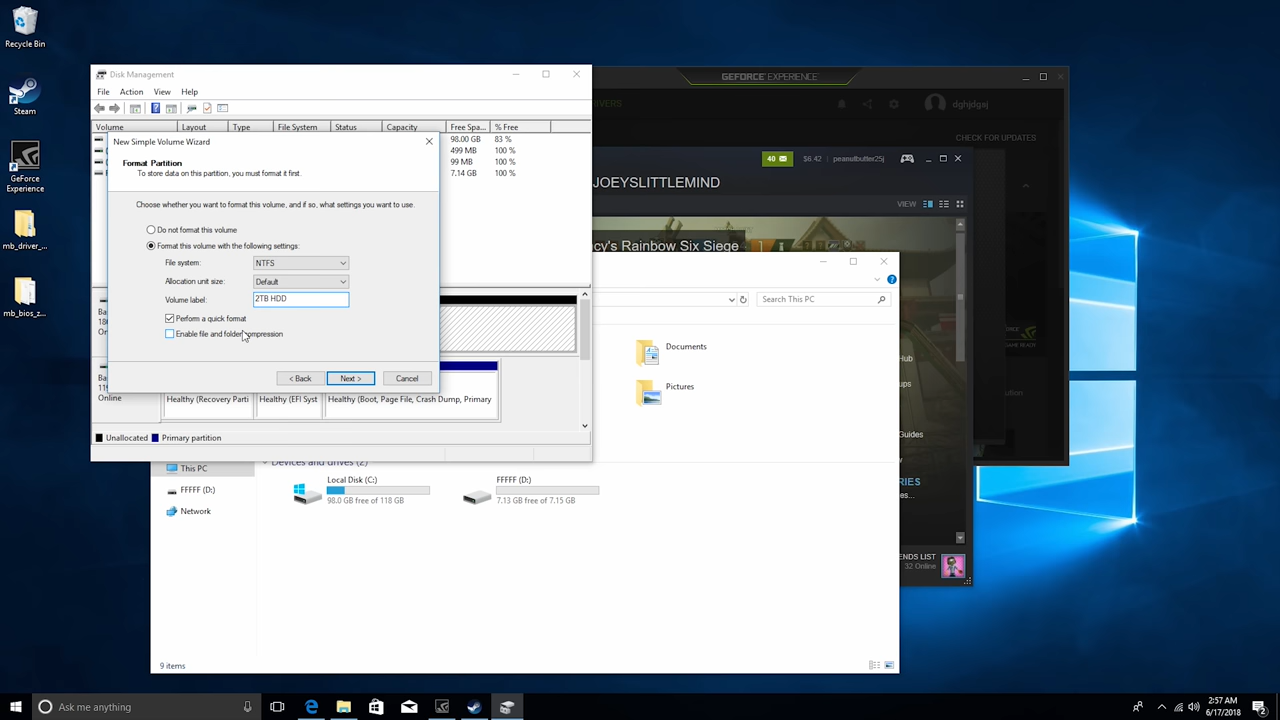 Recycle Bin
Steam
GeForce
Experience
mb_driver_...
mb_bios_z...
Disk Management
File Action View Help
Volume Layout Type File System Status Capacity Free Spa... % Free
98.00 GB 83 %
499 MB 100 %
99 MB 100 %
7.14 GB 100 %
New Simple Volume Wizard
Format Partition
To store data on this partition, you must format it first.
Choose whether you want to format this volume, and if so, what settings you want to use.
Do not format this volume
Format this volume with the following settings:
File system: NTFS
Allocation unit size: Default
Volume label: 2TB HDD
Perform a quick format
Enable file and folder compression
< Back Next > Cancel
Ba
Online
Healthy (Recovery Parti
Healthy (EFI Syst
Healthy (Boot, Page File, Crash Dump, Primary
Unallocated Primary partition
GEFORCE EXPERIENCE
dghjdgsj
CHECK FOR UPDATES
40 $6.42 peanutbutter25j
JOEYSLITTLEMIND
VIEW
cy's Rainbow Six Siege
Search This PC
Documents
Pictures
Hub
ups
Guides
RIES
ENDS LIST
32 Online
This PC
FFFFF (D:)
Network
Devices and drives (2)
Local Disk (C:)
98.0 GB free of 118 GB
FFFFF (D:)
7.13 GB free of 7.15 GB
9 items
Ask me anything
2:57 AM
6/17/2018